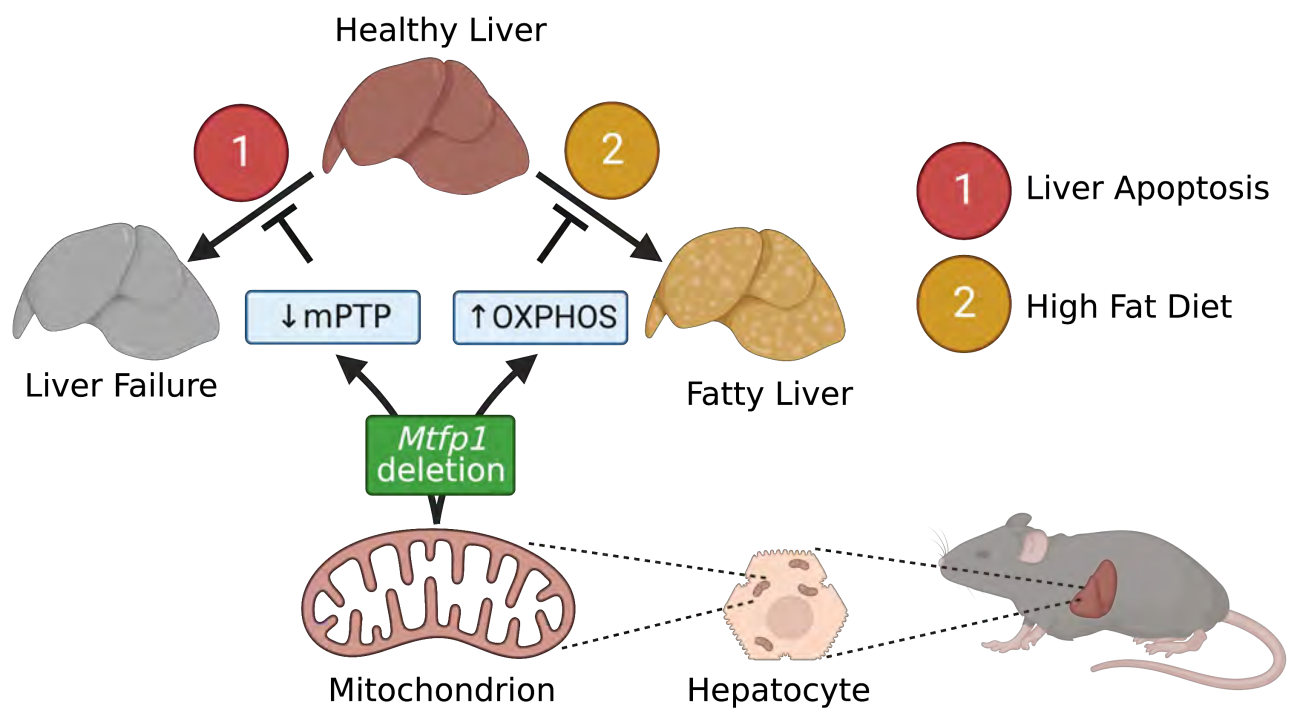 Healthy Liver
1
2
1
Liver Apoptosis
2
High Fat Diet
↓mPTP
↑OXPHOS
Liver Failure
Fatty Liver
Mtfp1
deletion
Mitochondrion
Hepatocyte